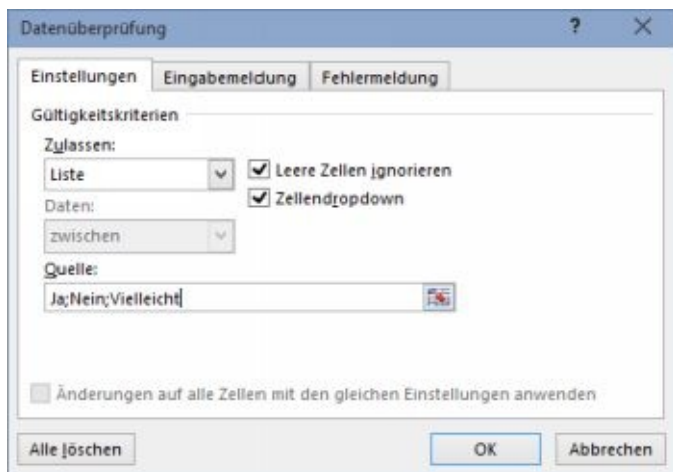 Datenüberprüfung ?
Einstellungen Eingabemeldung Fehlermeldung
Gültigkeitskriterien
Zulassen:
Liste
Leere Zellen ignorieren
Daten:
Zellendropdown
zwischen
Quelle:
Ja;Nein;Vielleicht
Änderungen auf alle Zellen mit den gleichen Einstellungen anwenden
Alle löschen OK Abbrechen